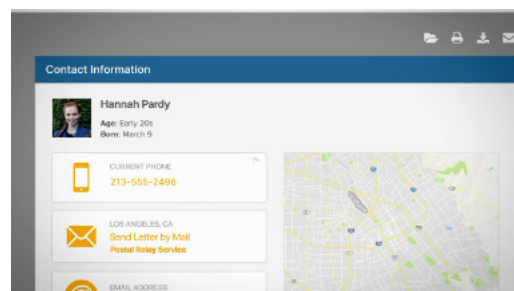 Contact Information
Hannah Pardy
Age: Early 20s
Born: March 9
CURRENT PHONE
213-555-2496
LOS ANGELES, CA
Send Letter by Mail
Postal Relay Service
EMAIL ADDRESS